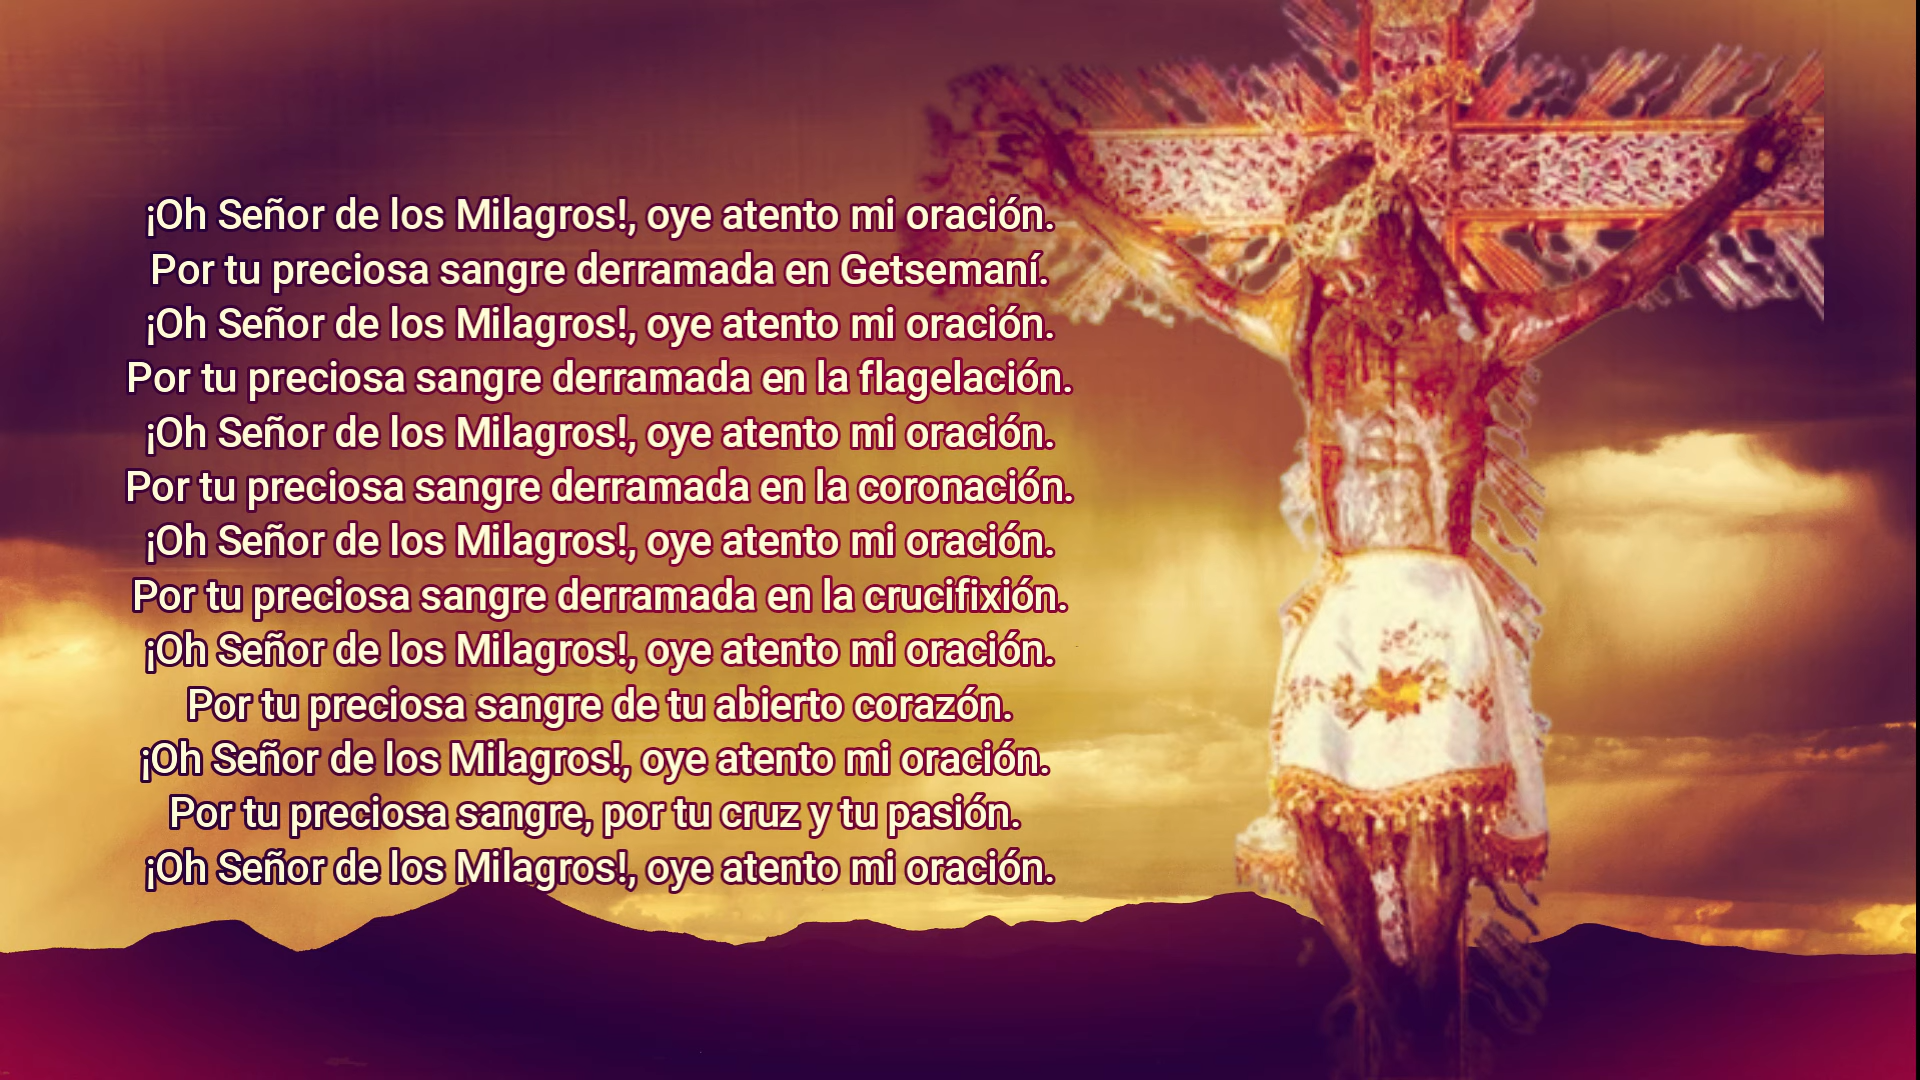 ¡Oh Señor de los Milagros!, oye atento mi oración.
Por tu preciosa sangre derramada en Getsemaní.
¡Oh Señor de los Milagros!, oye atento mi oración.
Por tu preciosa sangre derramada en la flagelación.
¡Oh Señor de los Milagros!, oye atento mi oración.
Por tu preciosa sangre derramada en la coronación.
¡Oh Señor de los Milagros!, oye atento mi oración.
Por tu preciosa sangre derramada en la crucifixión.
¡Oh Señor de los Milagros!, oye atento mi oración.
Por tu preciosa sangre de tu abierto corazón.
¡Oh Señor de los Milagros!, oye atento mi oración.
Por tu preciosa sangre, por tu cruz y tu pasión.
¡Oh Señor de los Milagros!, oye atento mi oración.